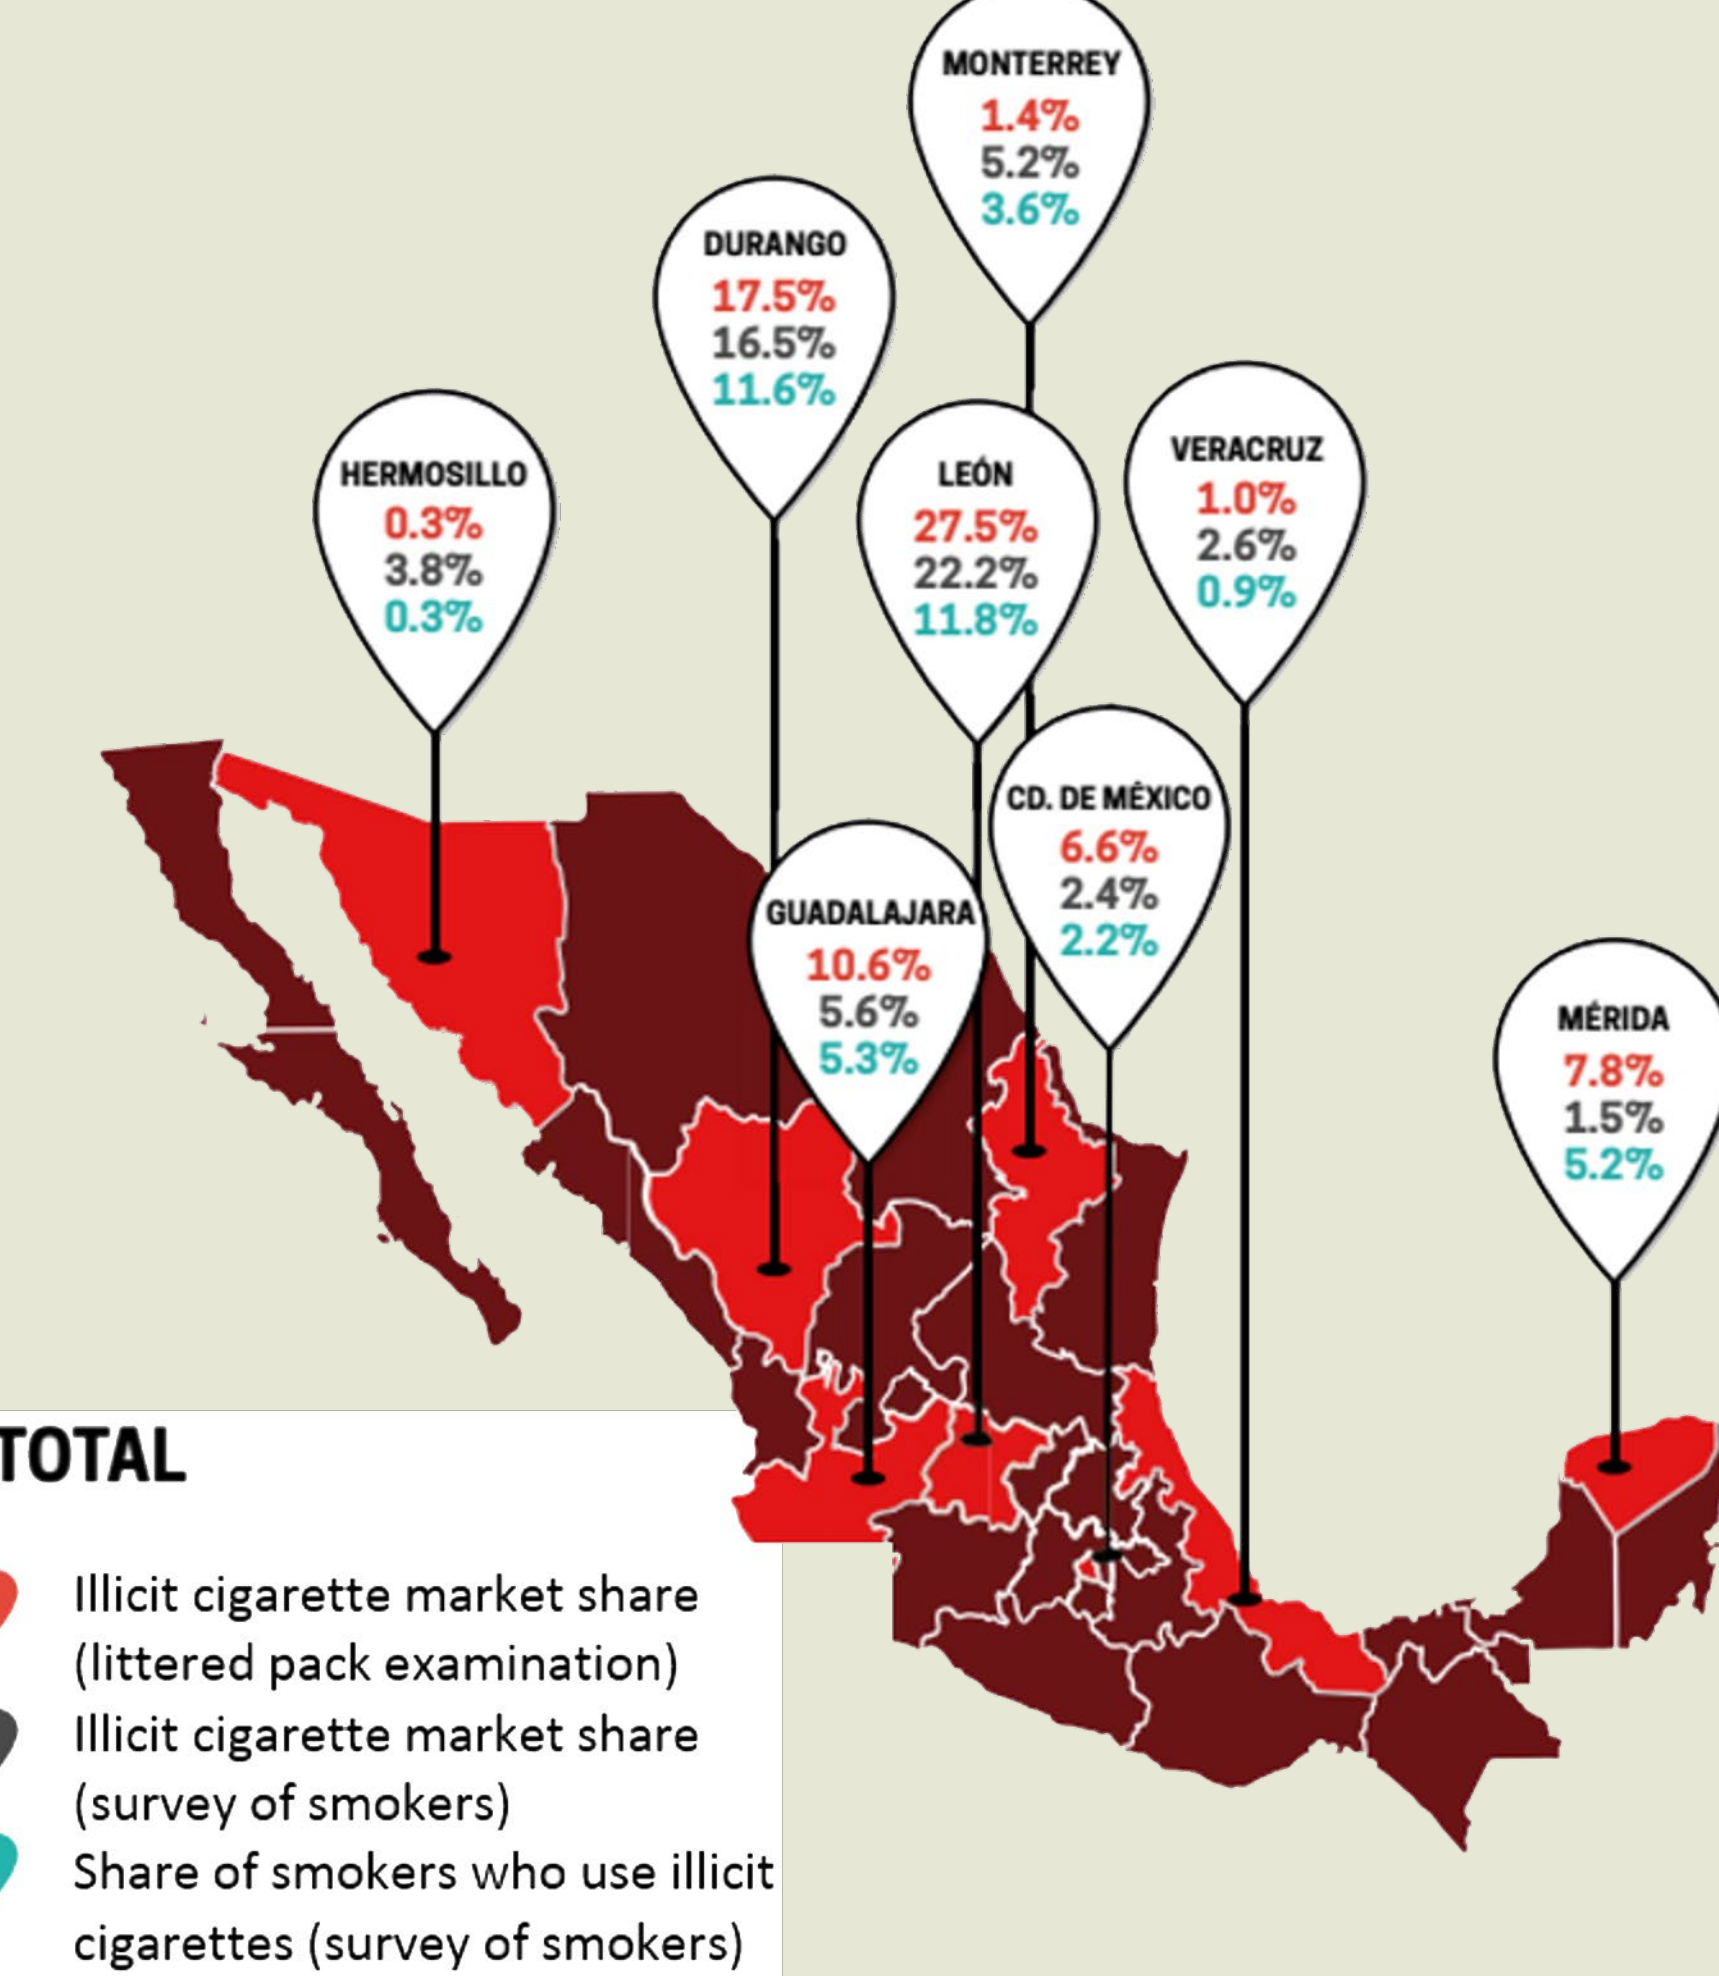 MONTERREY
1.4%
5.2%
3.6%
DURANGO
17.5%
16.5%
11.6%
HERMOSILLO
0.3%
3.8%
0.3%
LEÓN
27.5%
22.2%
11.8%
VERACRUZ
1.0%
2.6%
0.9%
CD. DE MÉXICO
6.6%
2.4%
2.2%
GUADALAJARA
10.6%
5.6%
5.3%
MÉRIDA
7.8%
1.5%
5.2%
TOTAL
Illicit cigarette market share
(littered pack examination)
Illicit cigarette market share
(survey of smokers)
Share of smokers who use illicit
cigarettes (survey of smokers)